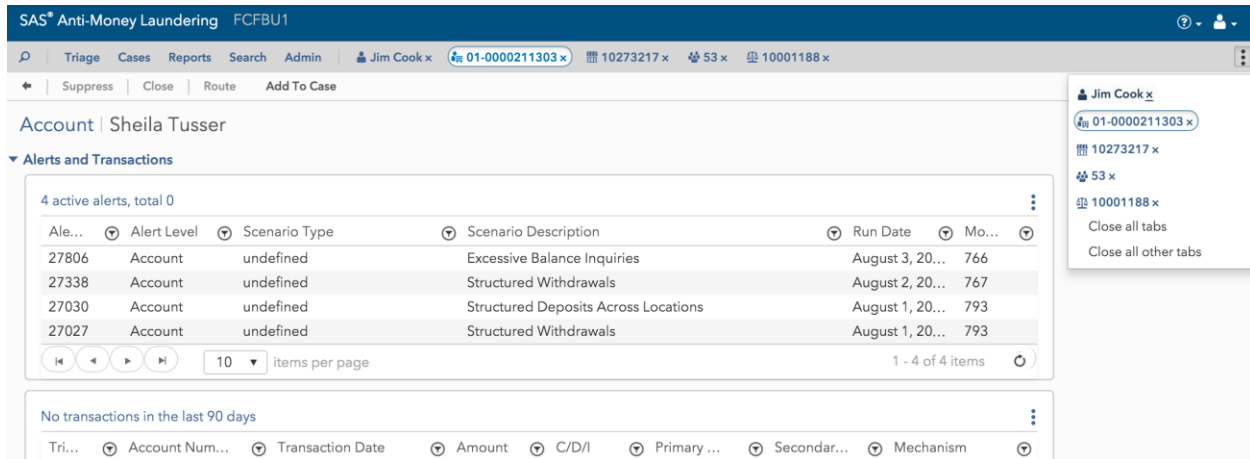 SAS® Anti-Money Laundering FCFBU1
Triage Cases Reports Search Admin Jim Cook × 01-0000211303 × 10273217 × 53 × 10001188 ×
Suppress Close Route Add To Case
Jim Cook ×
01-0000211303 ×
10273217 ×
53 ×
10001188 ×
Close all tabs
Close all other tabs
Account | Sheila Tusser
Alerts and Transactions
4 active alerts, total 0
Ale... Alert Level Scenario Type Scenario Description Run Date Mo...
27806 Account undefined Excessive Balance Inquiries August 3, 20... 766
27338 Account undefined Structured Withdrawals August 2, 20... 767
27030 Account undefined Structured Deposits Across Locations August 1, 20... 793
27027 Account undefined Structured Withdrawals August 1, 20... 793
10 items per page 1 - 4 of 4 items
No transactions in the last 90 days
Tri... Account Num... Transaction Date Amount C/D/I Primary ... Secondar... Mechanism